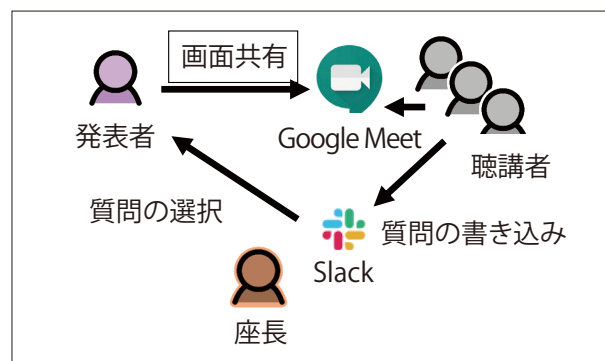 画面共有
発表者
Google Meet
聴講者
質問の選択
質問の書き込み
Slack
座長